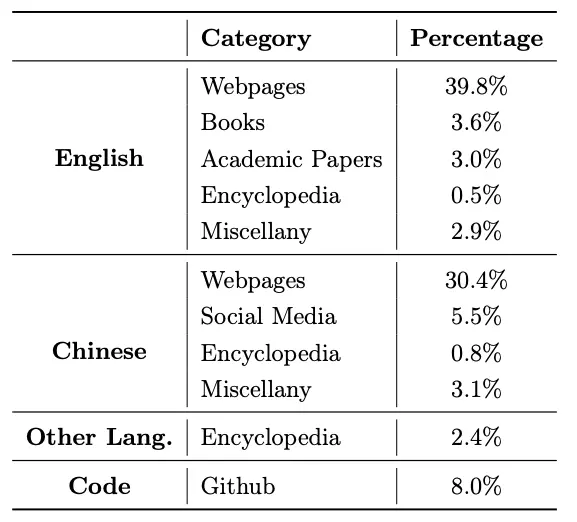 Category Percentage
Webpages 39.8%
Books 3.6%
English Academic Papers 3.0%
Encyclopedia 0.5%
Miscellany 2.9%
Webpages 30.4%
Social Media 5.5%
Chinese Encyclopedia 0.8%
Miscellany 3.1%
Other Lang. Encyclopedia 2.4%
Code Github 8.0%